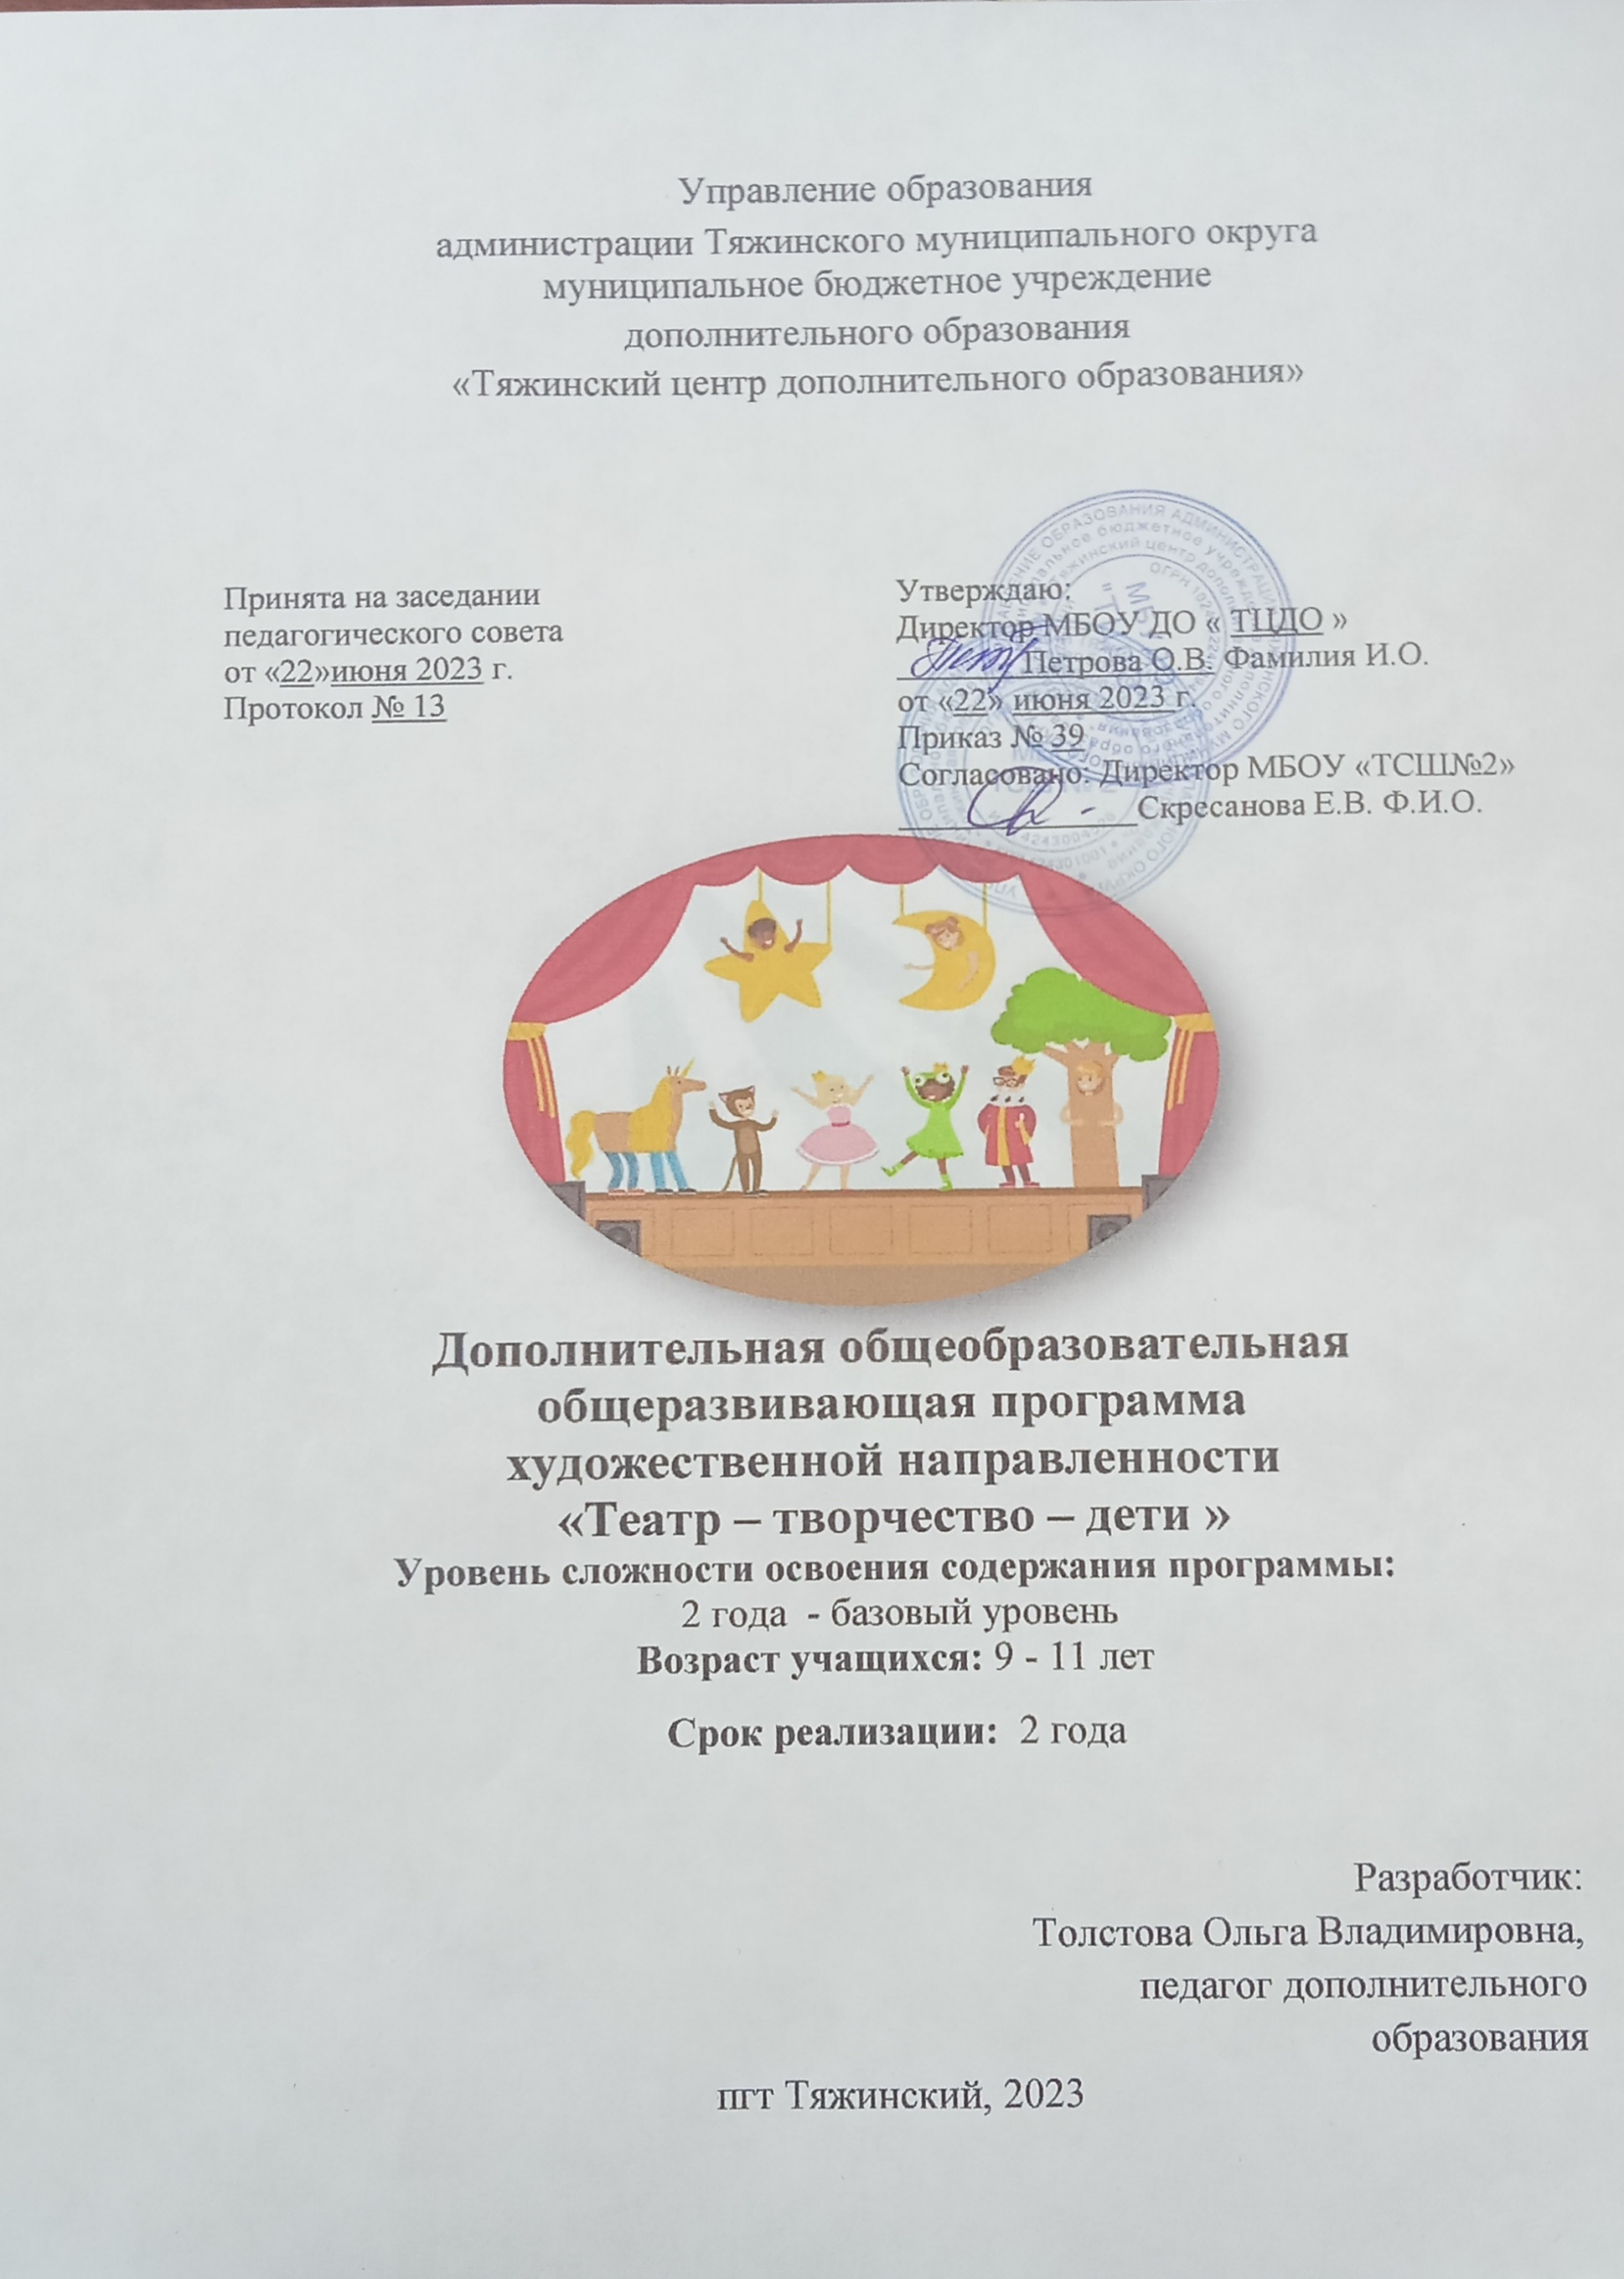 Управление образования
администрации Тяжинского муниципального округа
муниципальное бюджетное учреждение
дополнительного образования
«Тяжинский центр дополнительного образования»
Принята на заседании
педагогического совета
от «22»июня 2023 г.
Протокол № 13
Утверждаю:
Директор МБОУ ДО « ТЦДО »
Петрова О.В. Фамилия И.О.
от «22» июня 2023 г.
Приказ № 39
Согласовано: Директор МБОУ «ТСШ№2»
Скресанова Е.В. Ф.И.О.
Дополнительная общеобразовательная
общеразвивающая программа
художественной направленности
«Театр – творчество – дети »
Уровень сложности освоения содержания программы:
2 года - базовый уровень
Возраст учащихся: 9 - 11 лет
Срок реализации: 2 года
Разработчик:
Толстова Ольга Владимировна,
педагог дополнительного
образования
пгт Тяжинский, 2023